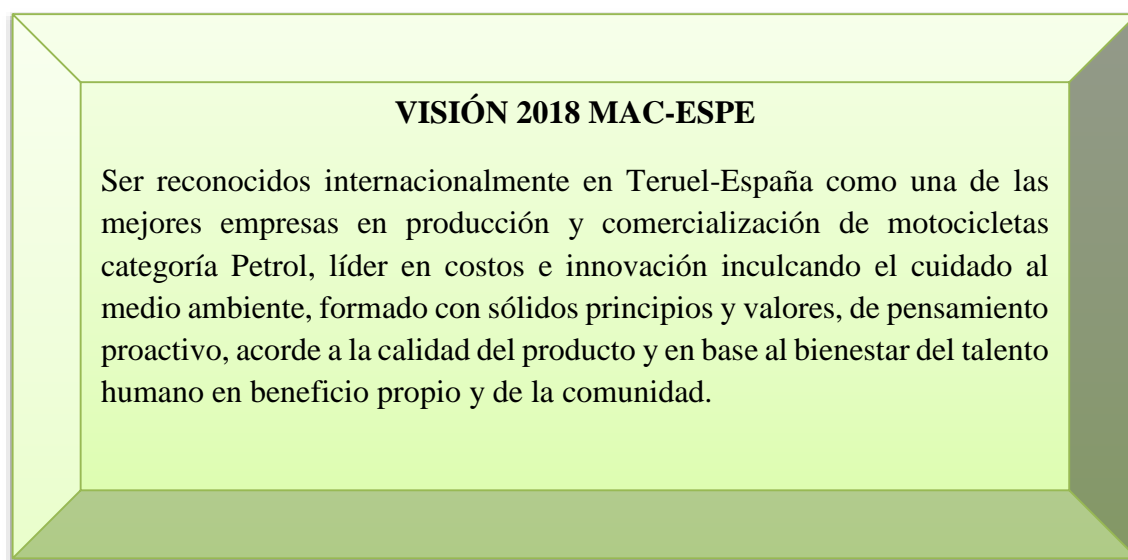 VISIÓN 2018 MAC-ESPE
Ser reconocidos internacionalmente en Teruel-España como una de las
mejores empresas en producción y comercialización de motocicletas
categoría Petrol, líder en costos e innovación inculcando el cuidado al
medio ambiente, formado con sólidos principios y valores, de pensamiento
proactivo, acorde a la calidad del producto y en base al bienestar del talento
humano en beneficio propio y de la comunidad.